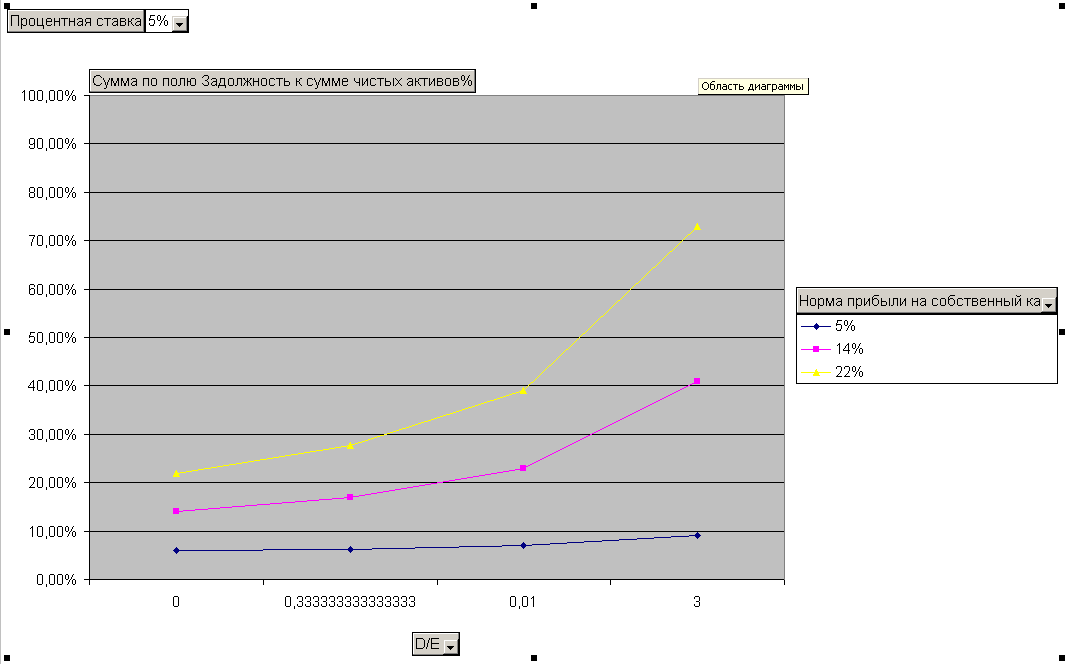 Процентная ставка 5%
Сумма по полю Задолжность к сумме чистых активов%
Область диаграммы
100,00%
90,00%
80,00%
70,00%
60,00%
50,00%
40,00%
30,00%
20,00%
10,00%
0,00%
Норма прибыли на собственный ка
5%
14%
22%
0 0,333333333333333 0,01 3
D/E